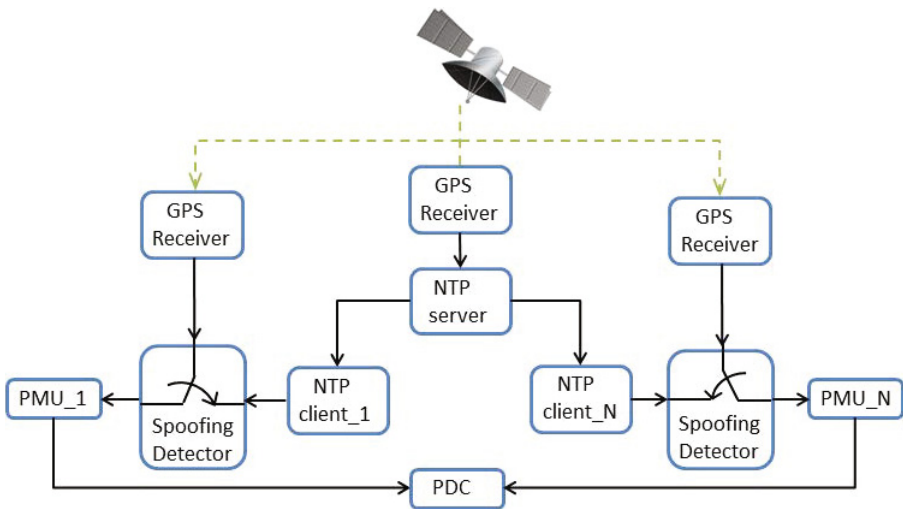 GPS
Receiver
GPS
Receiver
GPS
Receiver
NTP
server
PMU_1
Spoofing
Detector
NTP
client_1
NTP
client_N
Spoofing
Detector
PMU_N
PDC